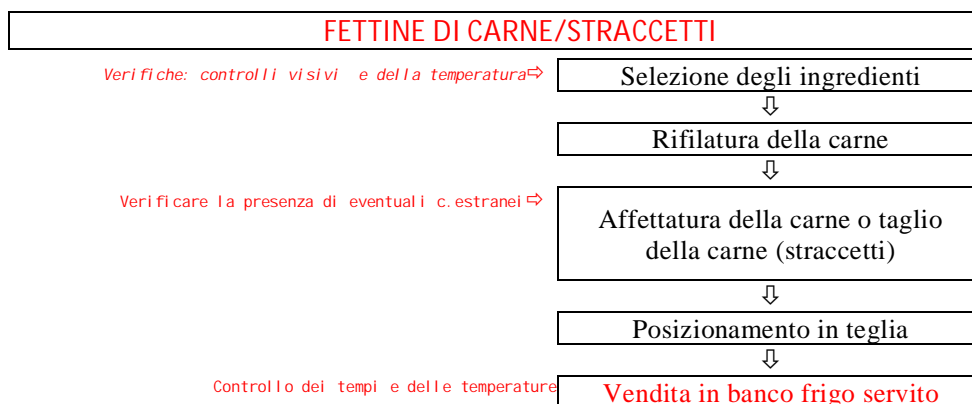 FETTINE DI CARNE/STRACCETTI
Verifiche: controlli visivi e della temperatura⇨
Selezione degli ingredienti
⇩
Rifilatura della carne
⇩
Verificare la presenza di eventuali c.estranei⇨
Affettatura della carne o taglio
della carne (straccetti)
⇩
Posizionamento in teglia
⇩
Controllo dei tempi e delle temperature
Vendita in banco frigo servito